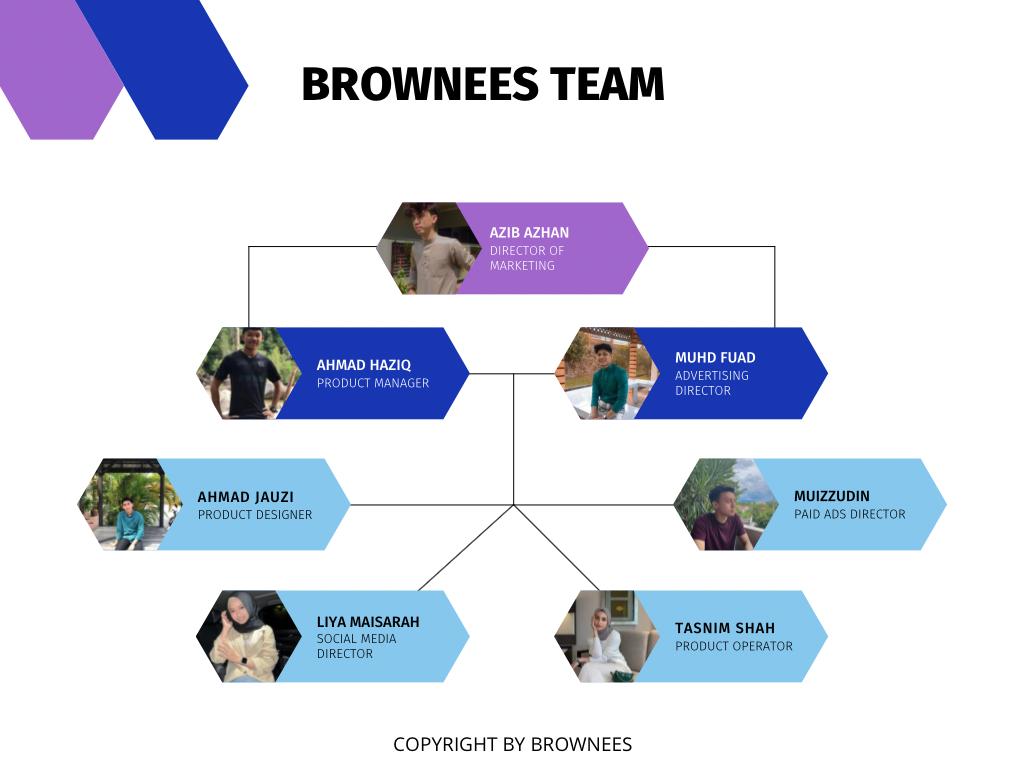 BROWNEES TEAM
AZIB AZHAN
DIRECTOR OF
MARKETING
AHMAD HAZIQ
PRODUCT MANAGER
MUHD FUAD
ADVERTISING
DIRECTOR
AHMAD JAUZI
PRODUCT DESIGNER
MUIZZUDIN
PAID ADS DIRECTOR
LIYA MAISARAH
SOCIAL MEDIA
DIRECTOR
TASNIM SHAH
PRODUCT OPERATOR
COPYRIGHT BY BROWNEES